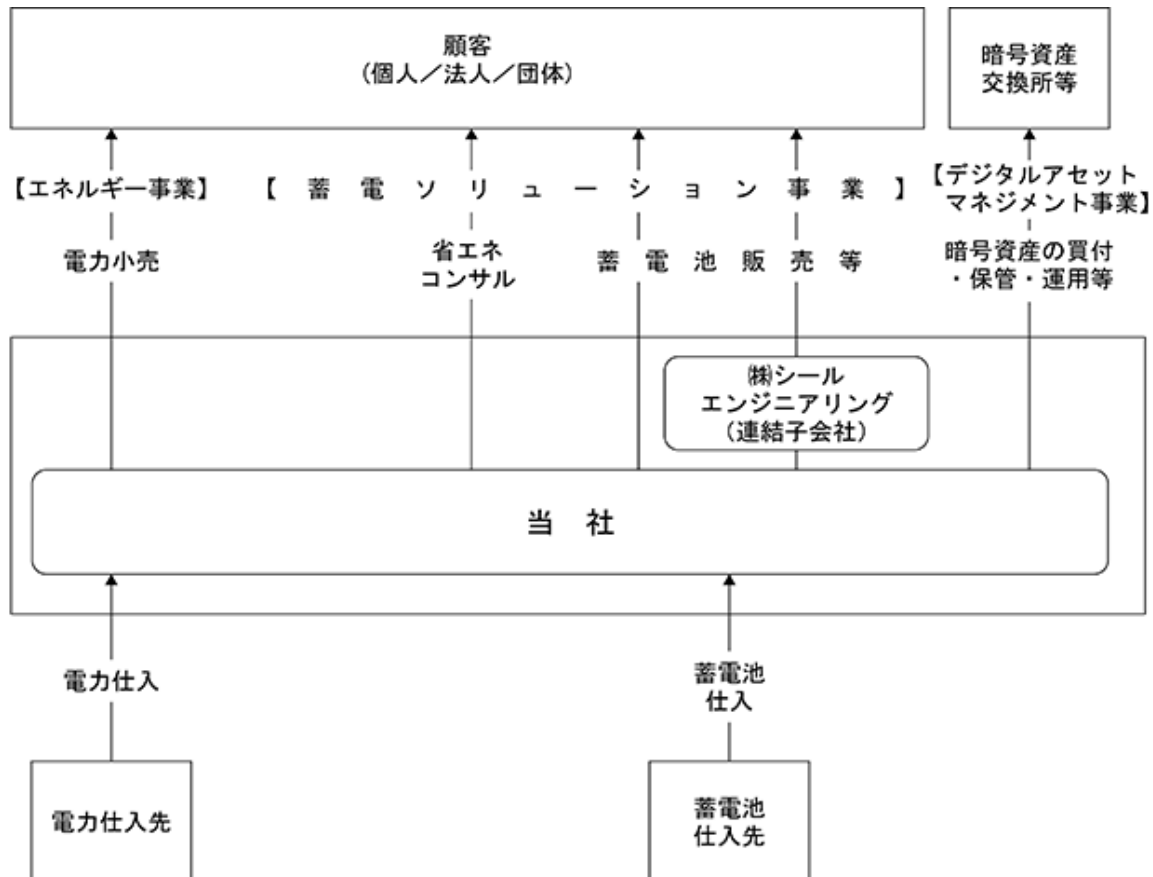 顧客
（個人／法人／団体）
暗号資産
交換所等
【エネルギー事業】
【蓄電ソリューション事業】
【デジタルアセット
マネジメント事業】
電力小売
省エネ
コンサル
蓄電池販売等
暗号資産の買付
・保管・運用等
㈱シール
エンジニアリング
（連結子会社）
当社
電力仕入
蓄電池
仕入
電力仕入先
蓄電池
仕入先